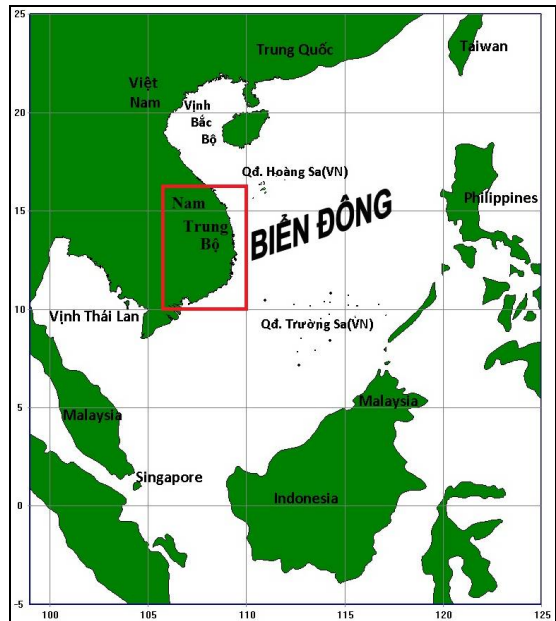 25
Trung Quốc
Taiwan
Việt
Nam
20
Vịnh
Bắc
Bộ
Qđ. Hoàng Sa(VN)
15
Nam
Trung
Bộ
Philippines
BIỂN ĐÔNG
10
Vịnh Thái Lan
Qđ. Trường Sa(VN)
5
Malaysia
Malaysia
Singapore
Indonesia
0
-5
100
105
110
115
120
125